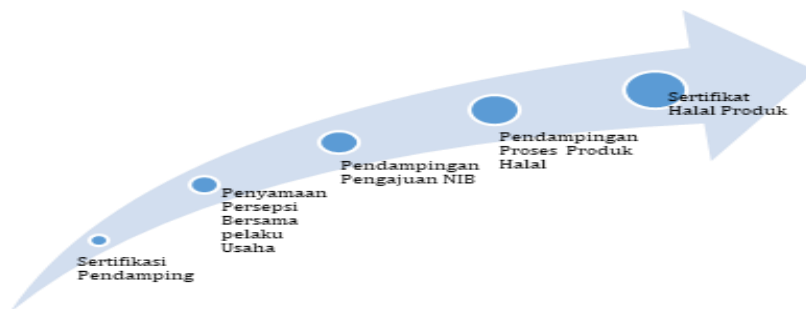 Sertifikasi
Pendamping
Penyamaan
Persepsi
Bersama
pelaku
Usaha
Pendampingan
Pengajuan NIB
Pendampingan
Proses Produk
Halal
Sertifikat
Halal Produk